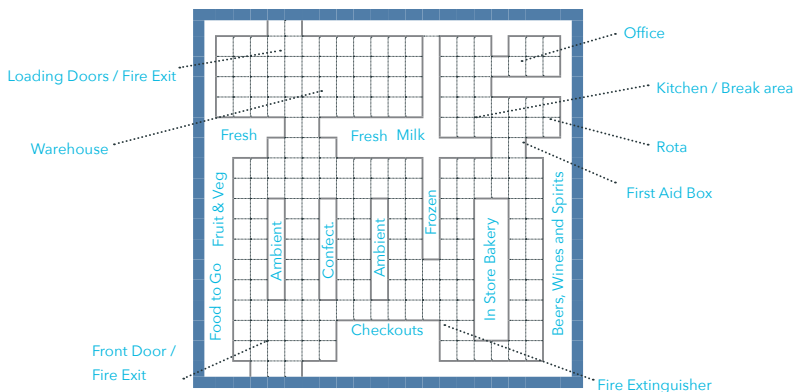 Office
Loading Doors / Fire Exit
Kitchen / Break area
Warehouse
Fresh
Fresh Milk
Rota
First Aid Box
Fruit & Veg
Food to Go
Ambient
Confect.
Ambient
Frozen
In Store Bakery
Beers, Wines and Spirits
Checkouts
Front Door /
Fire Exit
Fire Extinguisher